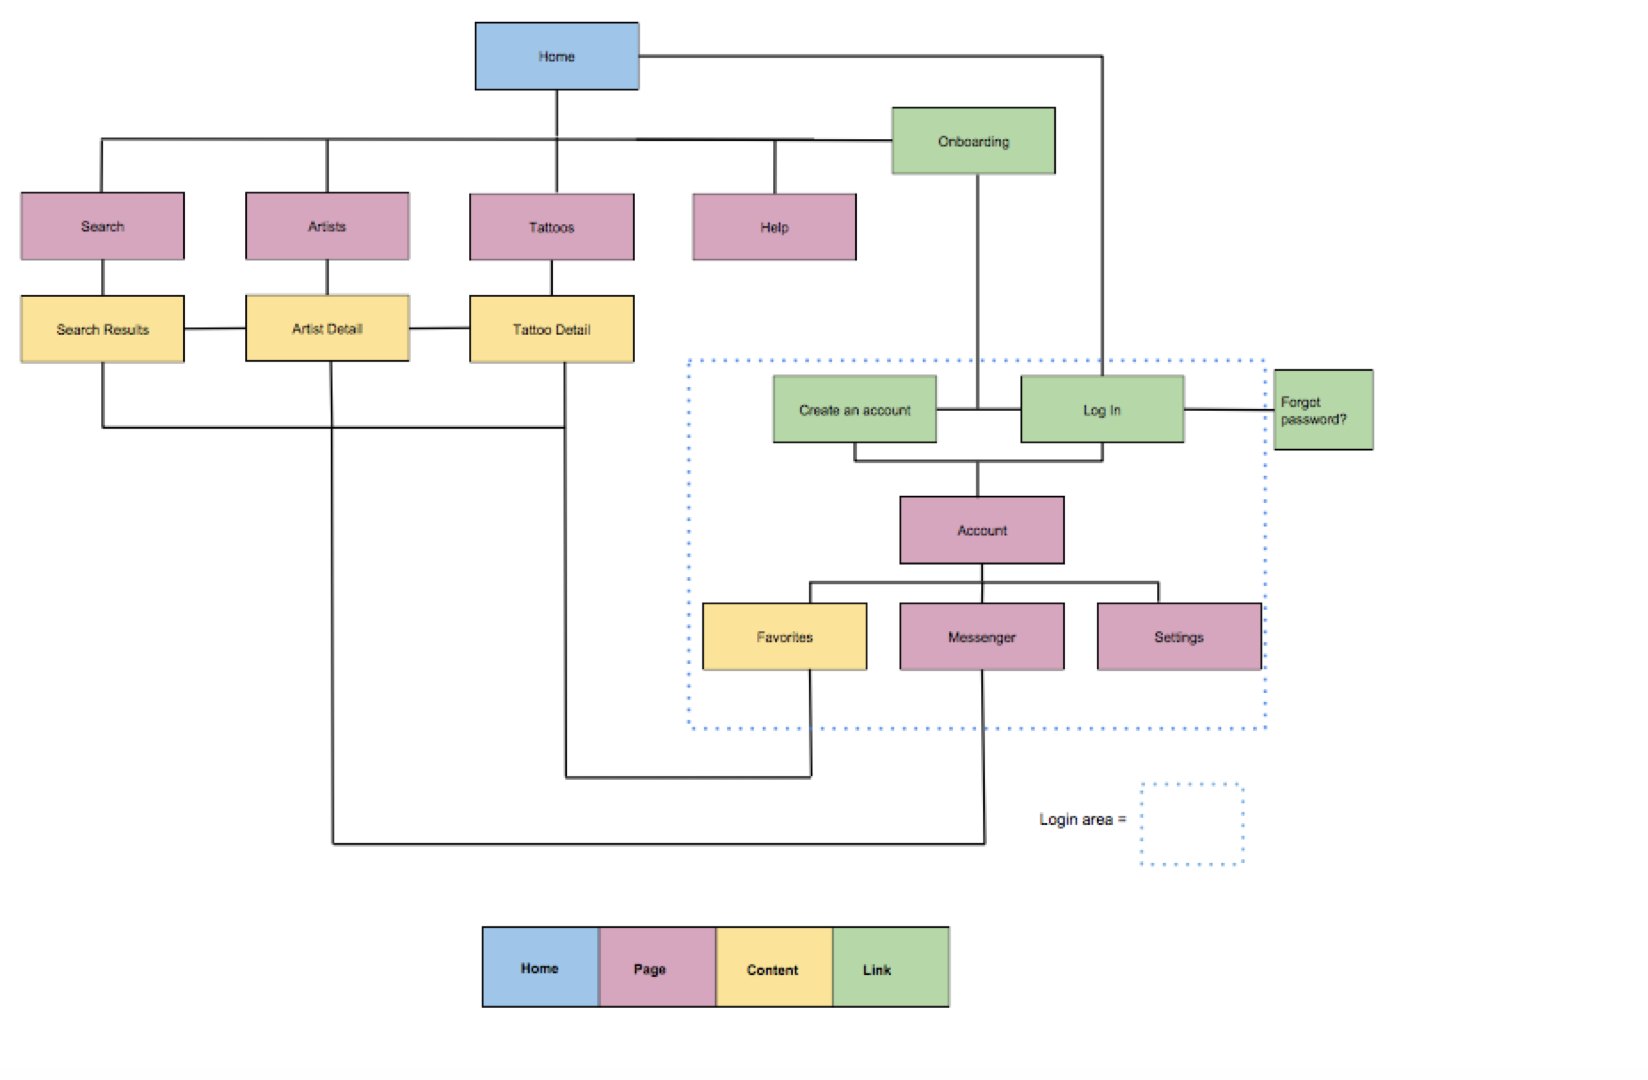 Home
Onboarding
Search
Artists
Tattoos
Help
Search Results
Artist Detail
Tattoo Detail
Create an account
Log In
Forgot
password?
Account
Favorites
Messenger
Settings
Login area =
Home
Page
Content
Link